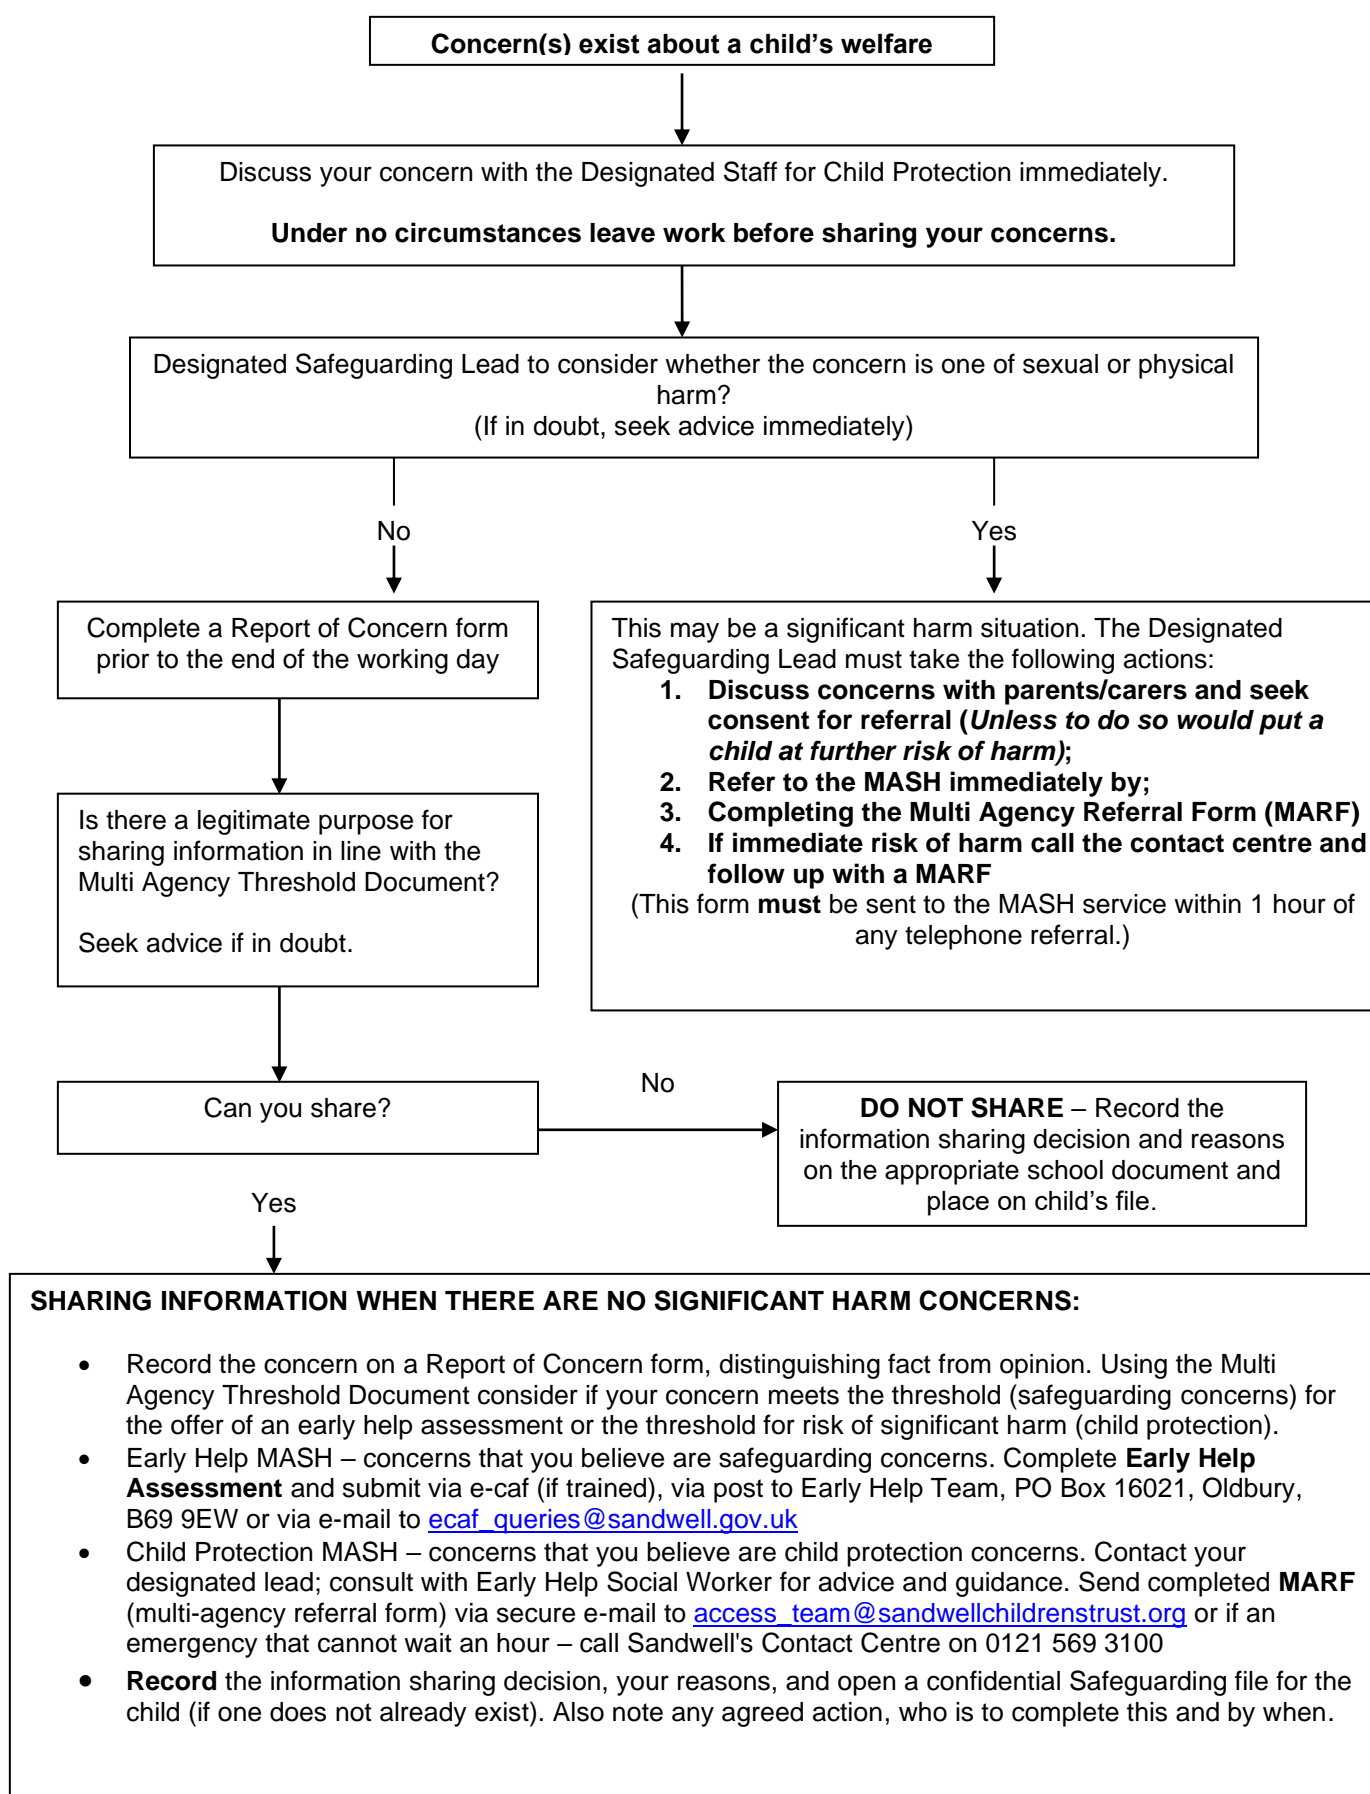 Concern(s) exist about a child's welfare
Discuss your concern with the Designated Staff for Child Protection immediately.
Under no circumstances leave work before sharing your concerns.
Designated Safeguarding Lead to consider whether the concern is one of sexual or physical
harm?
(If in doubt, seek advice immediately)
No
Yes
Complete a Report of Concern form
prior to the end of the working day
This may be a significant harm situation. The Designated
Safeguarding Lead must take the following actions:
1. Discuss concerns with parents/carers and seek
consent for referral (Unless to do so would put a
child at further risk of harm);
2. Refer to the MASH immediately by;
3. Completing the Multi Agency Referral Form (MARF)
4. If immediate risk of harm call the contact centre and
follow up with a MARF
(This form must be sent to the MASH service within 1 hour of
any telephone referral.)
Is there a legitimate purpose for
sharing information in line with the
Multi Agency Threshold Document?
Seek advice if in doubt.
Can you share?
No
DO NOT SHARE – Record the
information sharing decision and reasons
on the appropriate school document and
place on child's file.
Yes
SHARING INFORMATION WHEN THERE ARE NO SIGNIFICANT HARM CONCERNS:
• Record the concern on a Report of Concern form, distinguishing fact from opinion. Using the Multi
Agency Threshold Document consider if your concern meets the threshold (safeguarding concerns) for
the offer of an early help assessment or the threshold for risk of significant harm (child protection).
• Early Help MASH – concerns that you believe are safeguarding concerns. Complete Early Help
Assessment and submit via e-caf (if trained), via post to Early Help Team, PO Box 16021, Oldbury,
B69 9EW or via e-mail to ecaf_queries@sandwell.gov.uk
• Child Protection MASH – concerns that you believe are child protection concerns. Contact your
designated lead; consult with Early Help Social Worker for advice and guidance. Send completed MARF
(multi-agency referral form) via secure e-mail to access_team@sandwellchildrenstrust.org or if an
emergency that cannot wait an hour – call Sandwell's Contact Centre on 0121 569 3100
• Record the information sharing decision, your reasons, and open a confidential Safeguarding file for the
child (if one does not already exist). Also note any agreed action, who is to complete this and by when.